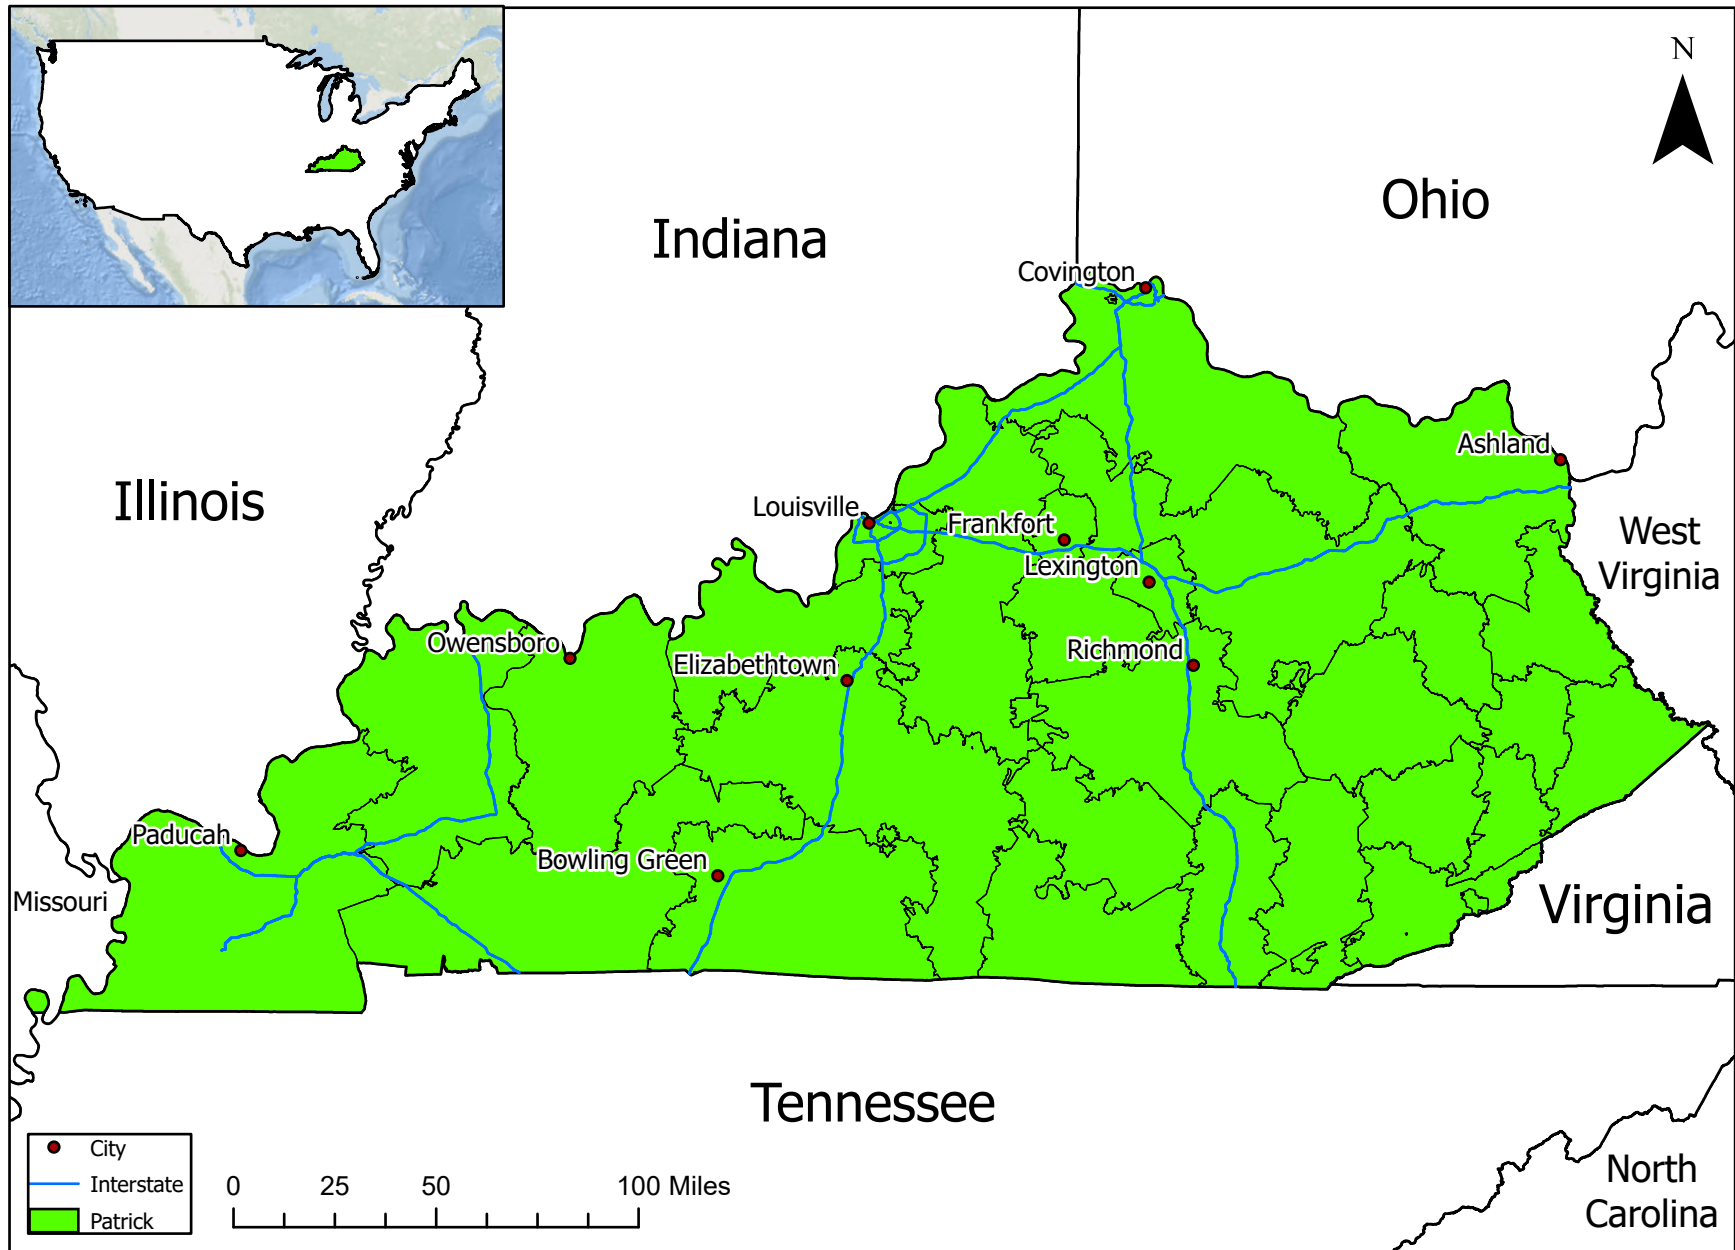 N
Ohio
Indiana
Covington
Ashland
Illinois
Louisville
Frankfort
West
Virginia
Lexington
Owensboro
Richmond
Elizabethtown
Paducah
Bowling Green
Missouri
Virginia
Tennessee
City
Interstate
Patrick
0 25 50 100 Miles
North
Carolina